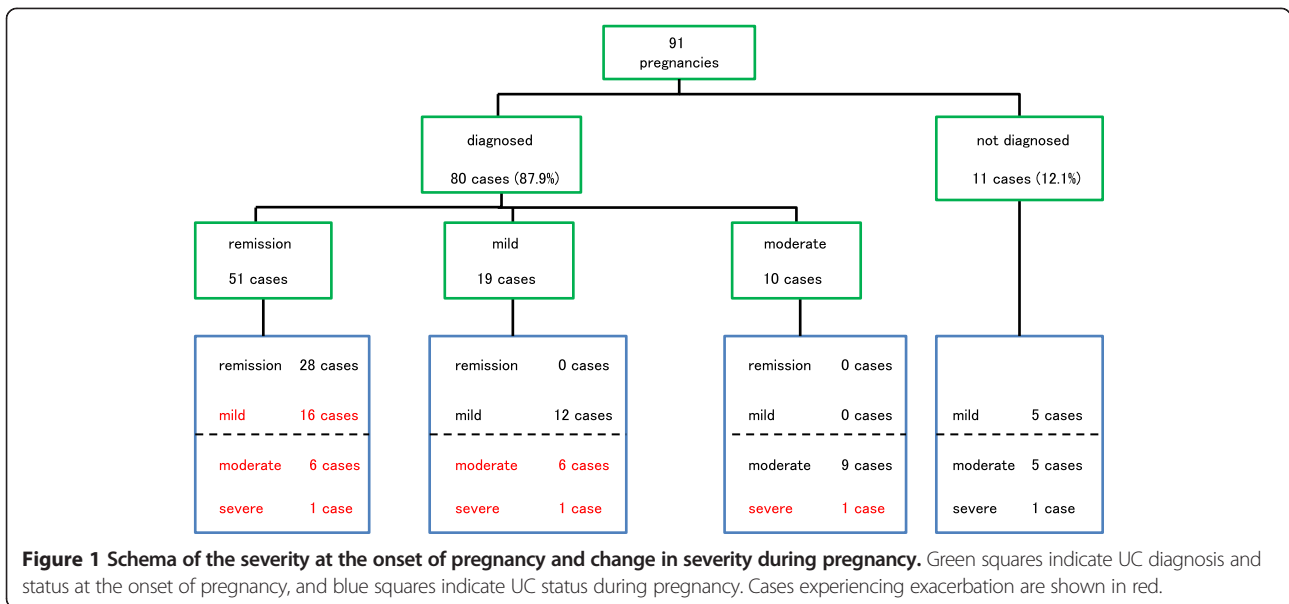 91
pregnancies
diagnosed
80 cases (87.9%)
not diagnosed
11 cases (12.1%)
remission
51 cases
mild
19 cases
moderate
10 cases
remission 28 cases
mild 16 cases
moderate 6 cases
severe 1 case
remission 0 cases
mild 12 cases
moderate 6 cases
severe 1 case
remission 0 cases
mild 0 cases
moderate 9 cases
severe 1 case
mild 5 cases
moderate 5 cases
severe 1 case
Figure 1 Schema of the severity at the onset of pregnancy and change in severity during pregnancy. Green squares indicate UC diagnosis and
status at the onset of pregnancy, and blue squares indicate UC status during pregnancy. Cases experiencing exacerbation are shown in red.